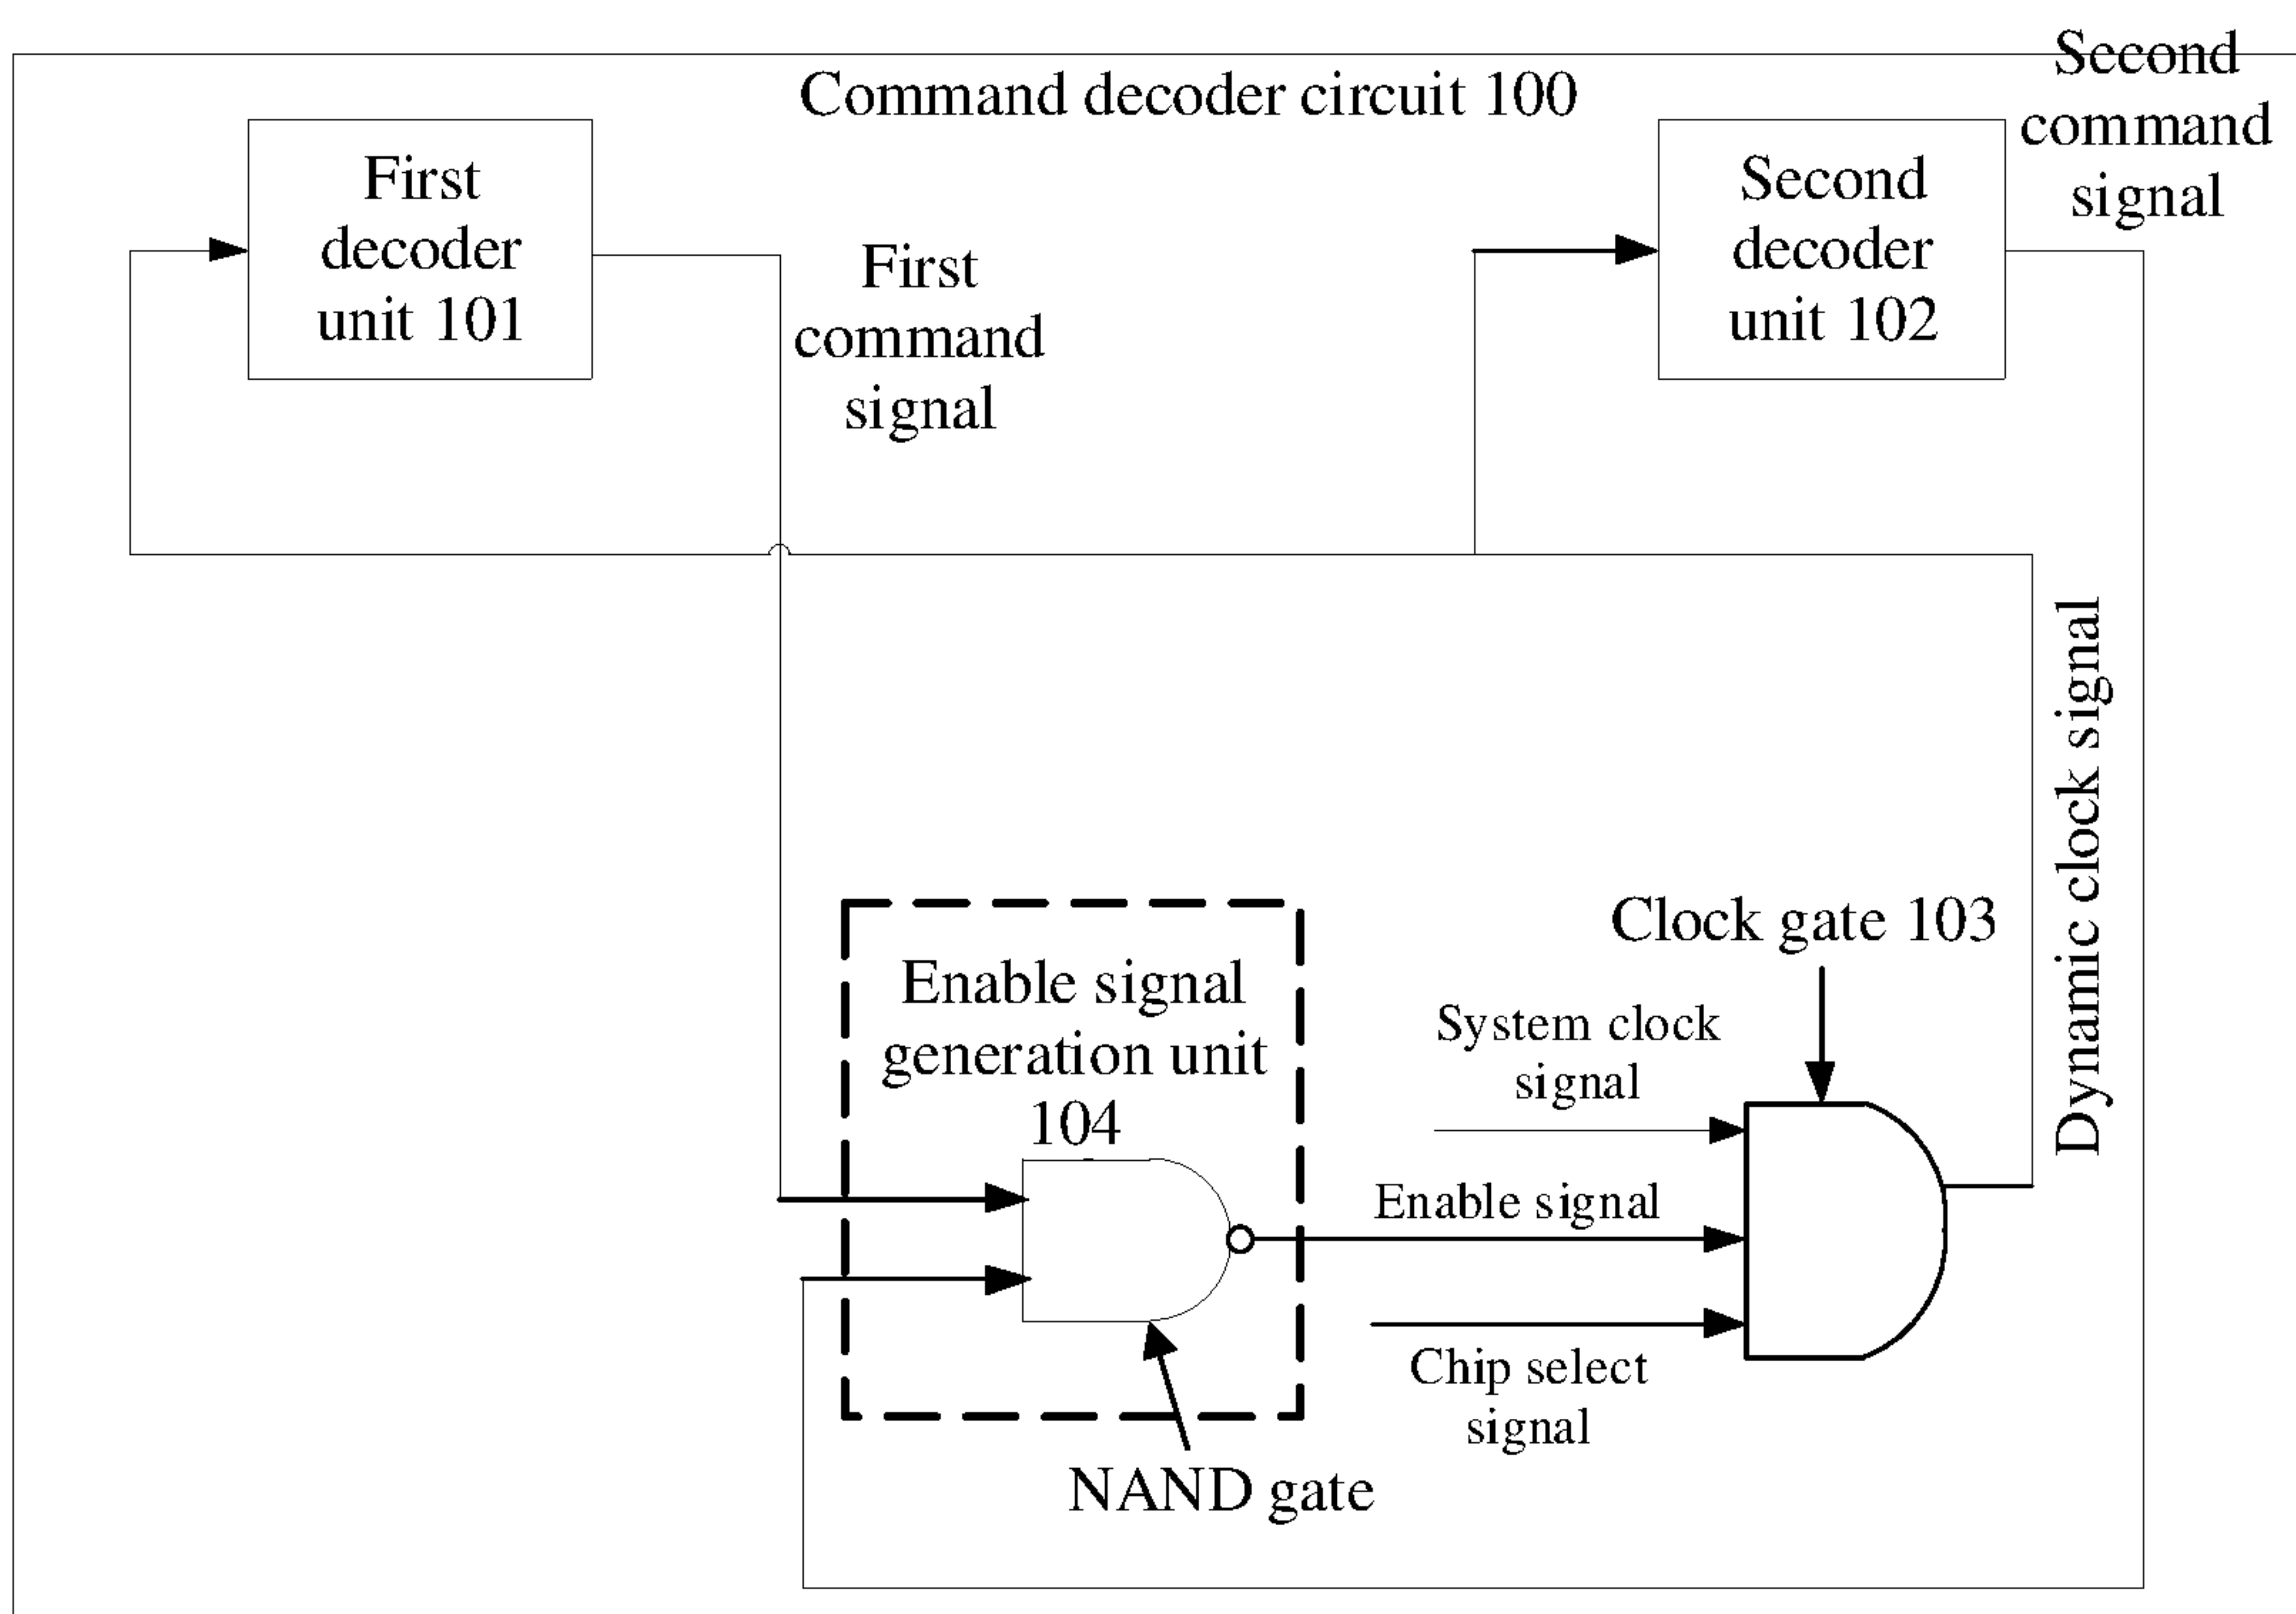 Command decoder circuit 100
Second
command
signal
First
decoder
unit 101
First
command
signal
Second
decoder
unit 102
Dynamic clock signal
Enable signal
generation unit
104
Clock gate 103
System clock
signal
Enable signal
Chip select
signal
NAND gate